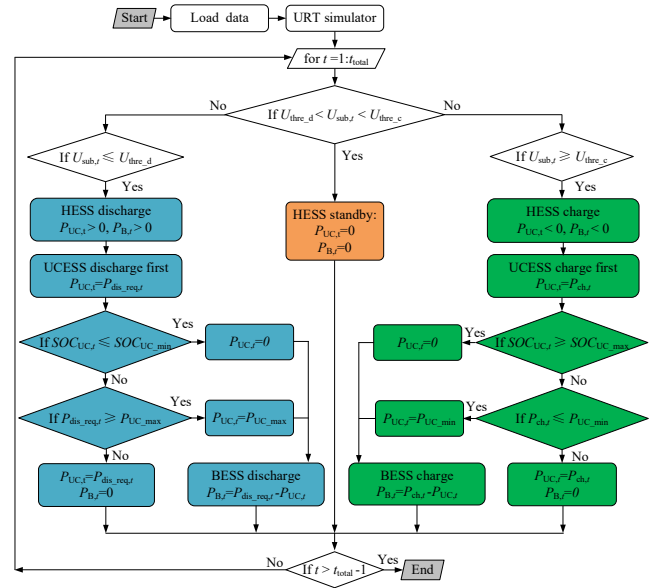 Start
Load data
URT simulator
for t =1:t_total
If U_thre_d < U_sub,t < U_thre_c
No
No
Yes
If U_sub,t ≤ U_thre_d
If U_sub,t ≥ U_thre_c
Yes
Yes
HESS discharge
P_UC,t > 0, P_B,t > 0
HESS standby:
P_UC,t=0
P_B,t=0
HESS charge
P_UC,t < 0, P_B,t < 0
UCESS discharge first
P_UC,t=P_dis_req,t
UCESS charge first
P_UC,t=P_ch,t
If SOC_UC,t ≤ SOC_UC_min
Yes
P_UC,t=0
P_UC,t=0
Yes
If SOC_UC,t ≥ SOC_UC_max
No
No
If P_dis_req,t ≥ P_UC_max
Yes
P_UC,t=P_UC_max
P_UC,t=P_UC_min
Yes
If P_ch,t ≤ P_UC_min
No
No
P_UC,t=P_dis_req,t
P_B,t=0
BESS discharge
P_B,t=P_dis_req,t-P_UC,t
BESS charge
P_B,t=P_ch,t-P_UC,t
P_UC,t=P_ch,t
P_B,t=0
No
If t > t_total -1
Yes
End